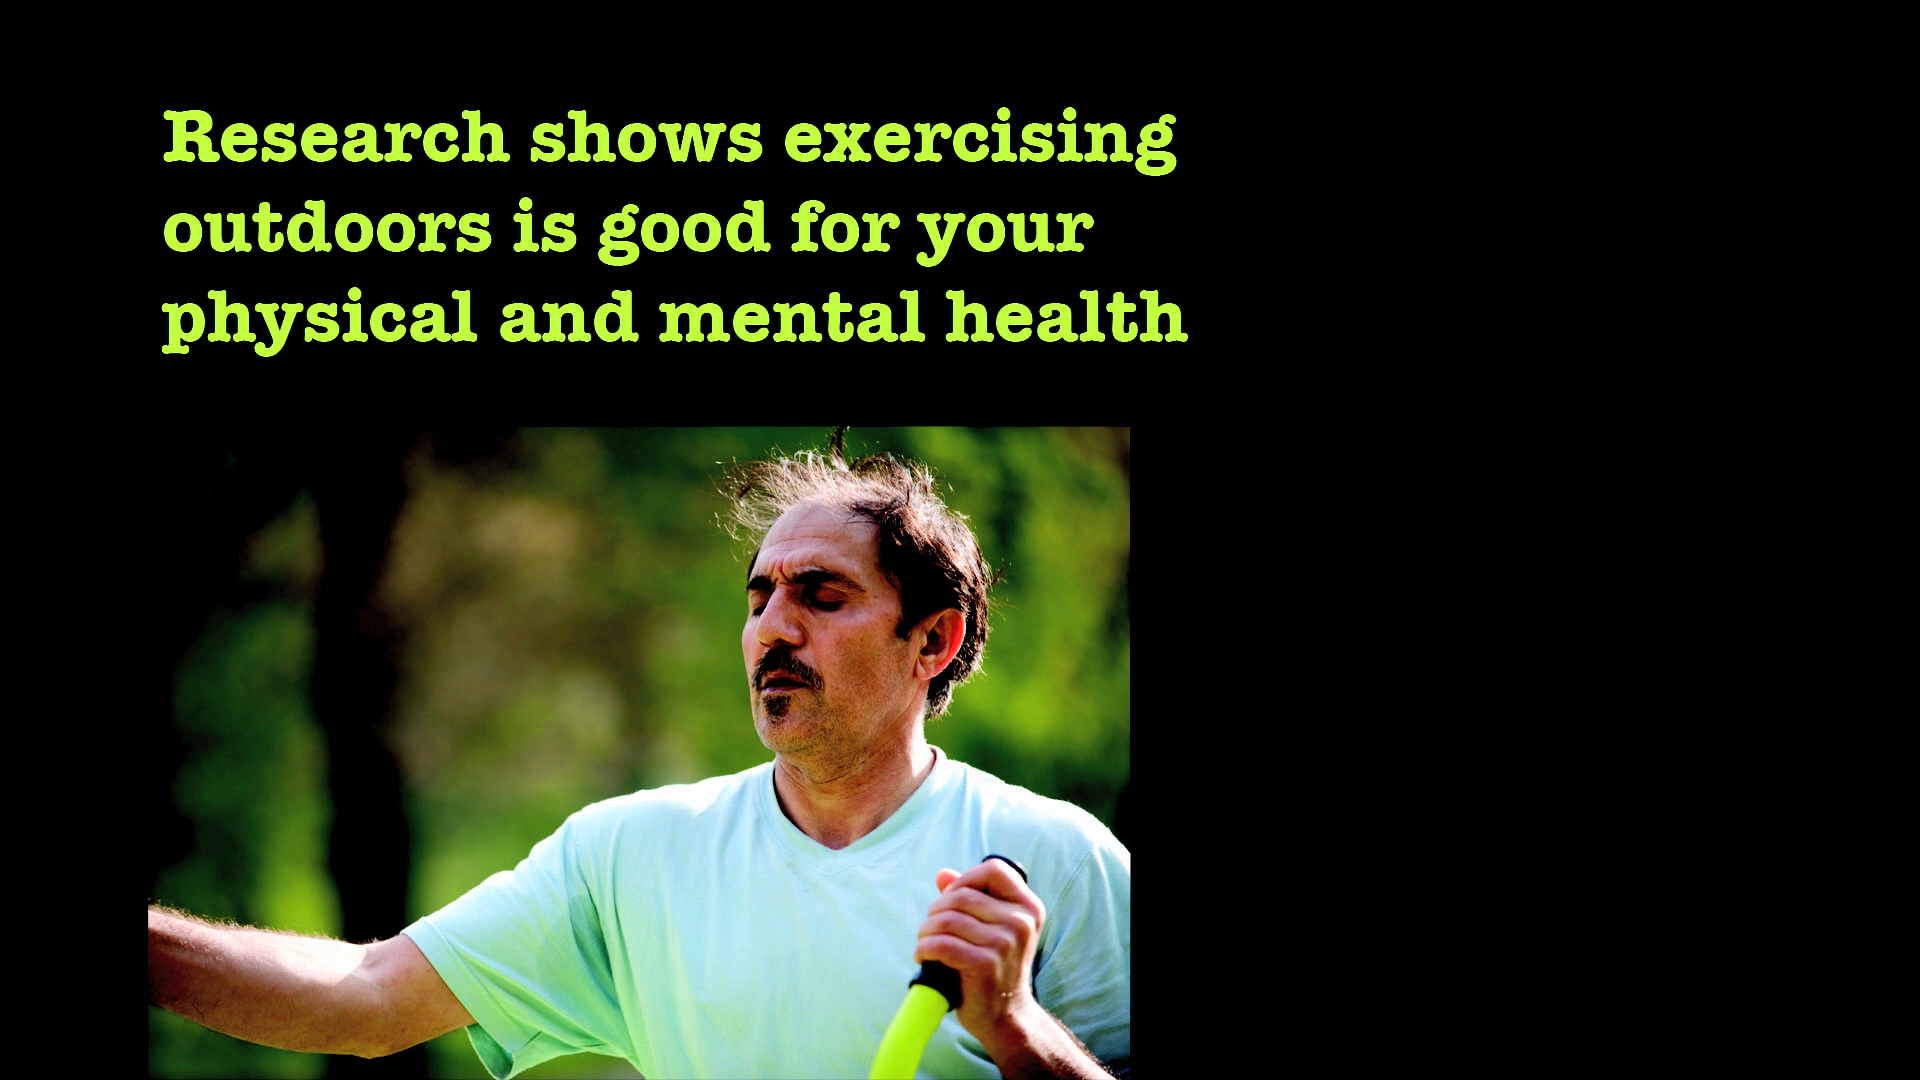 Research shows exercising
outdoors is good for your
physical and mental health